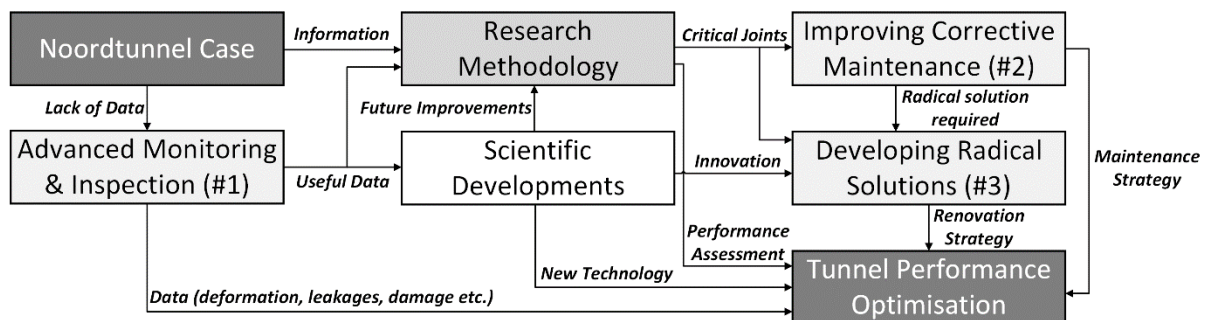 Noordtunnel Case
Information
Research
Methodology
Critical Joints
Improving Corrective
Maintenance (#2)
Lack of Data
Future Improvements
Radical solution
required
Advanced Monitoring
& Inspection (#1)
Useful Data
Scientific
Developments
Innovation
Developing Radical
Solutions (#3)
Maintenance
Strategy
Renovation
Strategy
Performance
Assessment
New Technology
Tunnel Performance
Optimisation
Data (deformation, leakages, damage etc.)